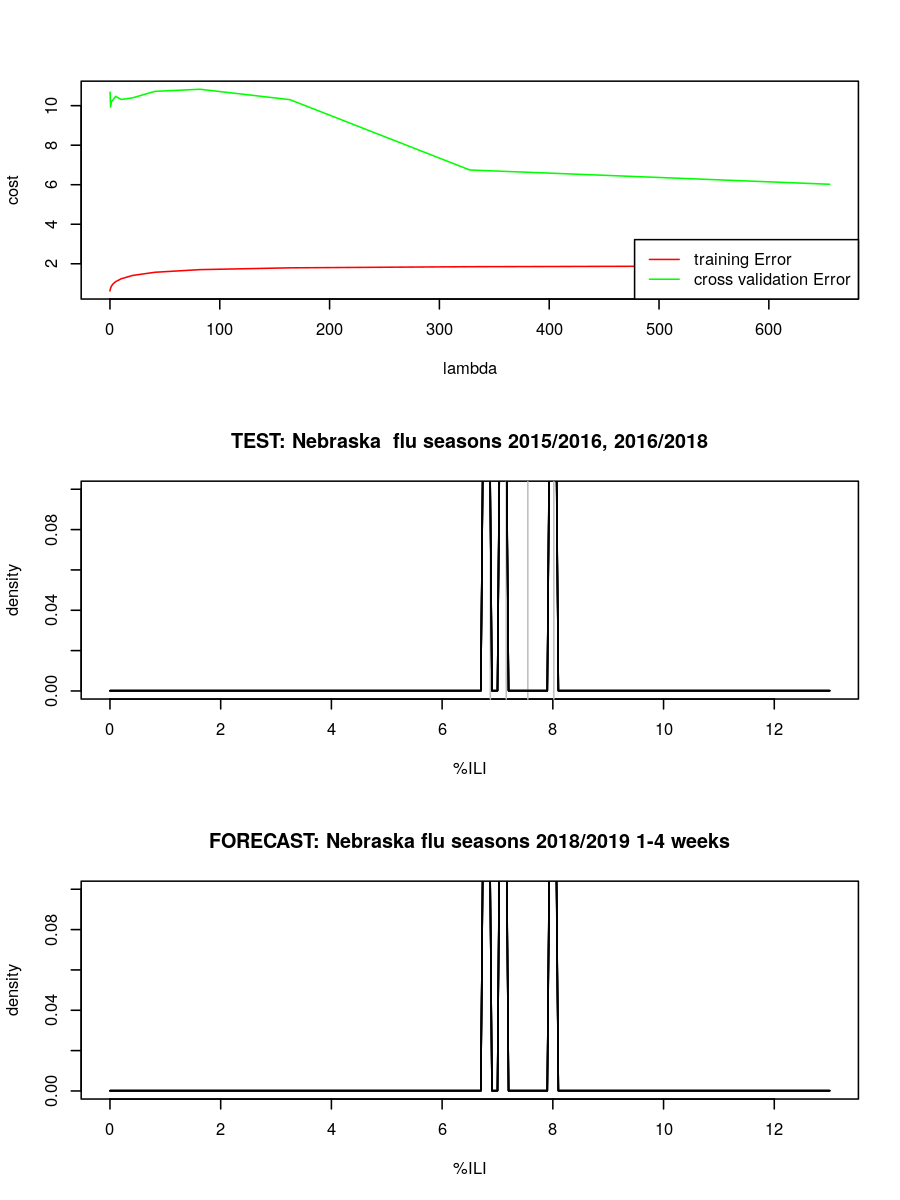 10
8
6
4
2
cost
training Error
cross validation Error
0 100 200 300 400 500 600
lambda
TEST: Nebraska  flu seasons 2015/2016, 2016/2018
0.08
0.04
0.00
density
0 2 4 6 8 10 12
%ILI
FORECAST: Nebraska flu seasons 2018/2019 1-4 weeks
0.08
0.04
0.00
density
0 2 4 6 8 10 12
%ILI